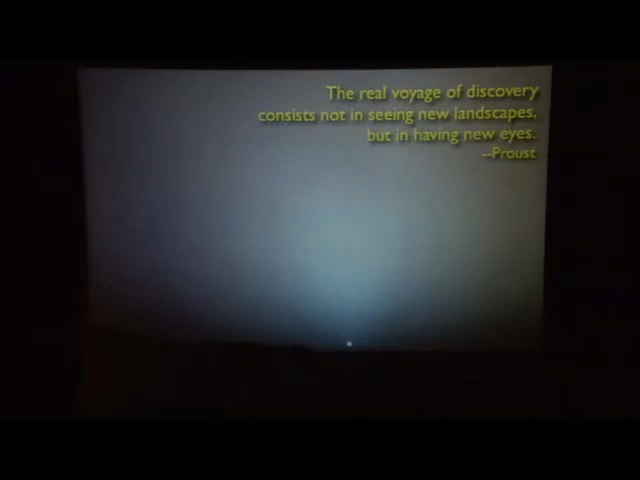 The real voyage of discovery
consists not in seeing new landscapes,
but in having new eyes.
--Proust